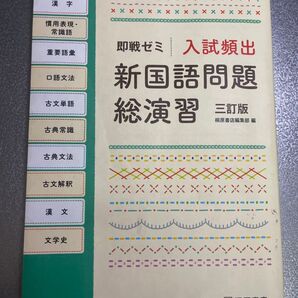 漢字
慣用表現・
常識語
重要語彙
口語文法
古文単語
古典常識
古典文法
古文解釈
漢文
文学史
即戦ゼミ
入試頻出
新国語問題
総演習
三訂版
桐原書店編集部 編